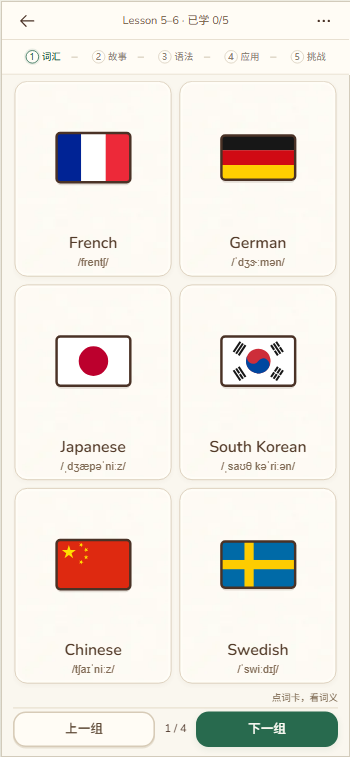 Lesson 5–6 · 已学 0/5
1 词汇 – 2 故事 – 3 语法 – 4 应用 – 5 挑战
French German
/frentʃ/ /ˈdʒɝːmən/
Japanese South Korean
/ˌdʒæpəˈniːz/ /ˌsaʊθ kəˈriːən/
Chinese Swedish
/tʃaɪˈniːz/ /ˈswiːdɪʃ/
点词卡，看词义
上一组 1 / 4 下一组